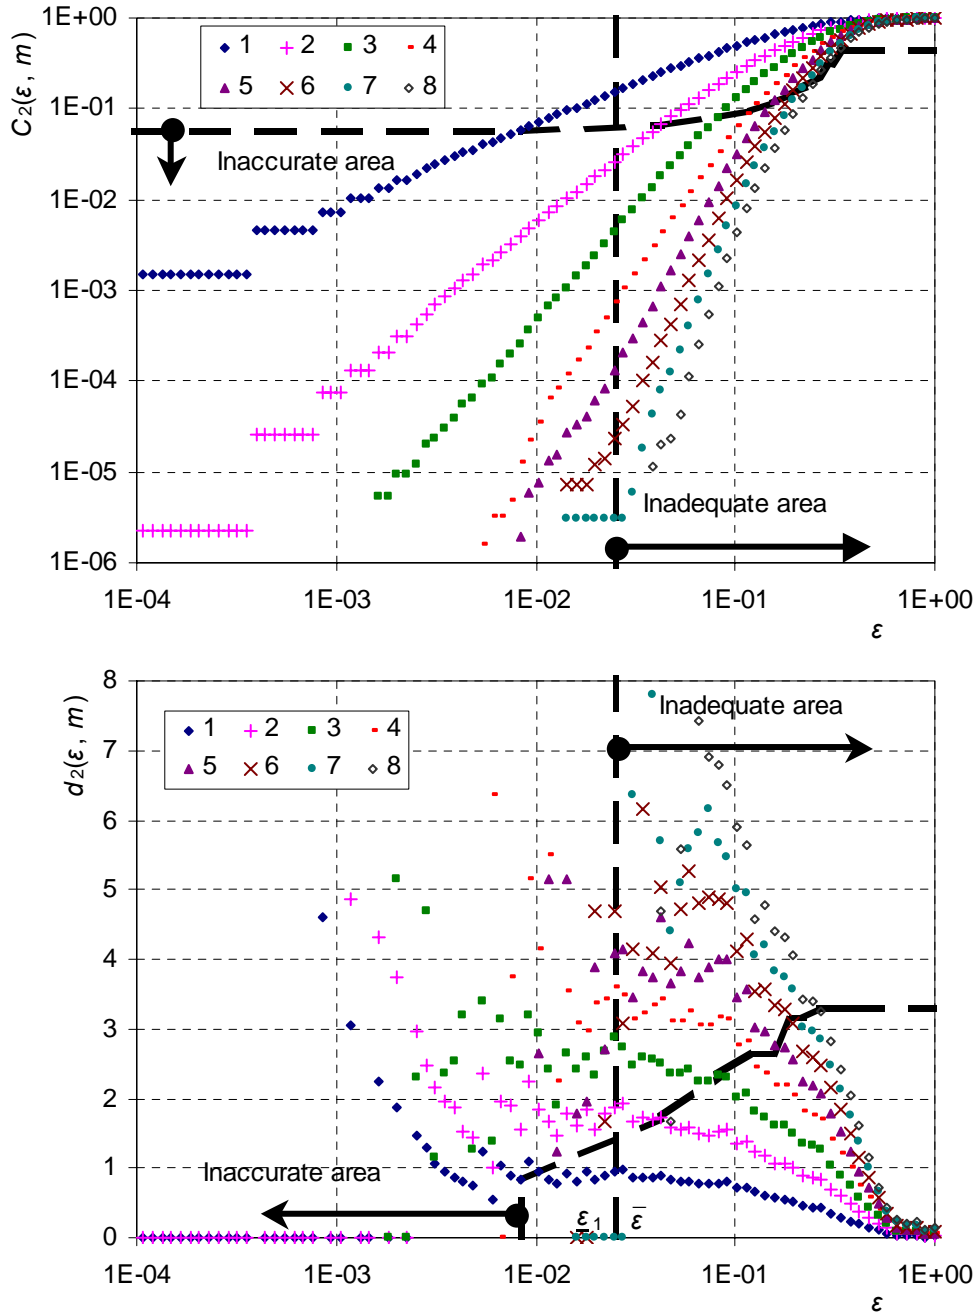 C2(ε, m)
1E+00
1E-01
1E-02
1E-03
1E-04
1E-05
1E-06
1 2 3 4
5 6 7 8
Inaccurate area
Inadequate area
1E-04 1E-03 1E-02 1E-01 1E+00
ε
d2(ε, m)
8
7
6
5
4
3
2
1
0
1 2 3 4
5 6 7 8
Inadequate area
Inaccurate area
ε1 ε̅
1E-04 1E-03 1E-02 1E-01 1E+00
ε